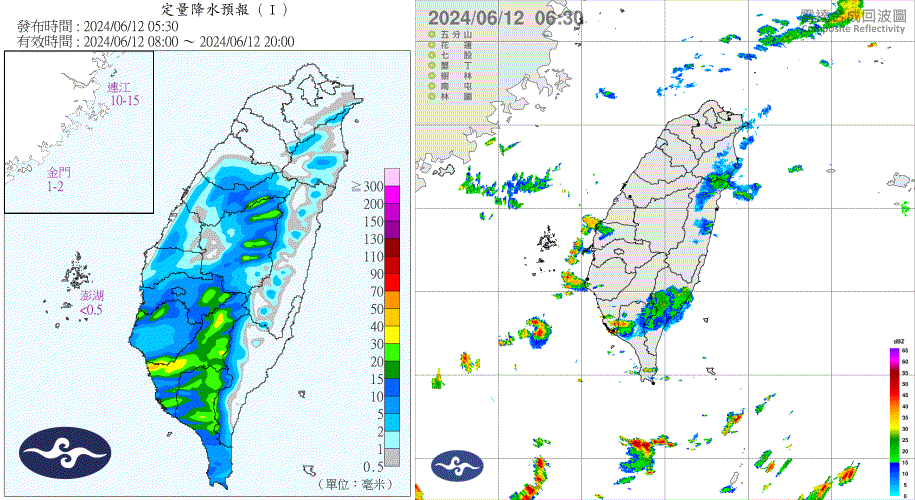 定量降水預報 ( I )
發布時間 : 2024/06/12 05:30
有效時間 : 2024/06/12 08:00 ～ 2024/06/12 20:00
連江
10-15
金門
1-2
澎湖
<0.5
≥ 300
200
150
130
110
90
70
50
40
30
20
15
10
5
2
1
0.5
(單位：毫米)
2024/06/12 06:30
雷達合成回波圖
Composite Reflectivity
五分山
花 蓮
七 股
墾 丁
樹 林
南 屯
林 園
dBZ
65
60
55
50
45
40
35
30
25
20
15
10
5
0